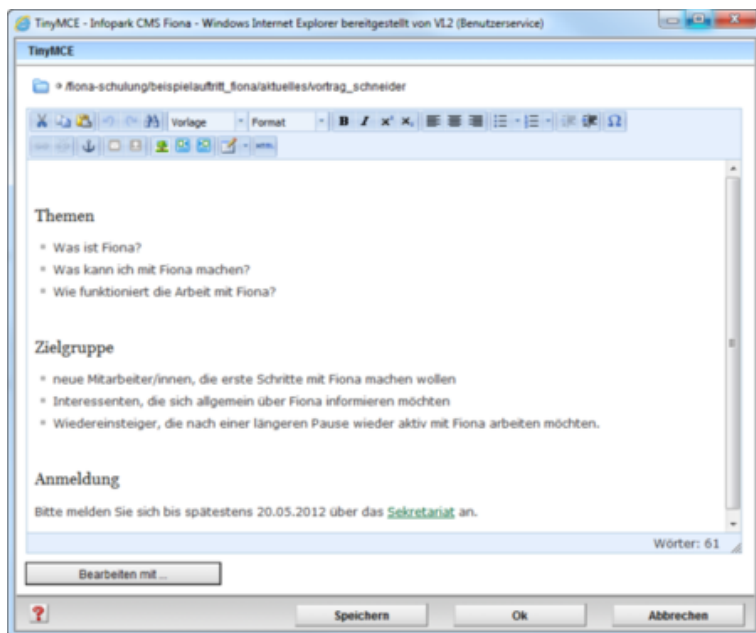 TinyMCE - Infopark CMS Fiona - Windows Internet Explorer bereitgestellt von VL2 (Benutzerservice)
TinyMCE
/fiona-schulung/beispielauftritt_fiona/aktuelles/vortrag_schneider
Vorlage Format B I x² x₂ Ω
HTML
Themen
Was ist Fiona?
Was kann ich mit Fiona machen?
Wie funktioniert die Arbeit mit Fiona?
Zielgruppe
neue Mitarbeiter/innen, die erste Schritte mit Fiona machen wollen
Interessenten, die sich allgemein über Fiona informieren möchten
Wiedereinsteiger, die nach einer längeren Pause wieder aktiv mit Fiona arbeiten möchten.
Anmeldung
Bitte melden Sie sich bis spätestens 20.05.2012 über das Sekretariat an.
Wörter: 61
Bearbeiten mit ...
? Speichern Ok Abbrechen